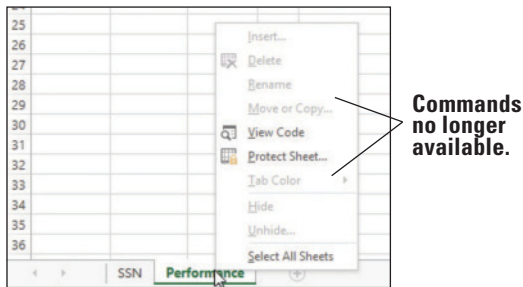 24
25
26
27
28
29
30
31
32
33
34
35
36
Insert...
Delete
Rename
Move or Copy...
View Code
Protect Sheet...
Tab Color
Hide
Unhide...
Select All Sheets
SSN Performance
Commands
no longer
available.